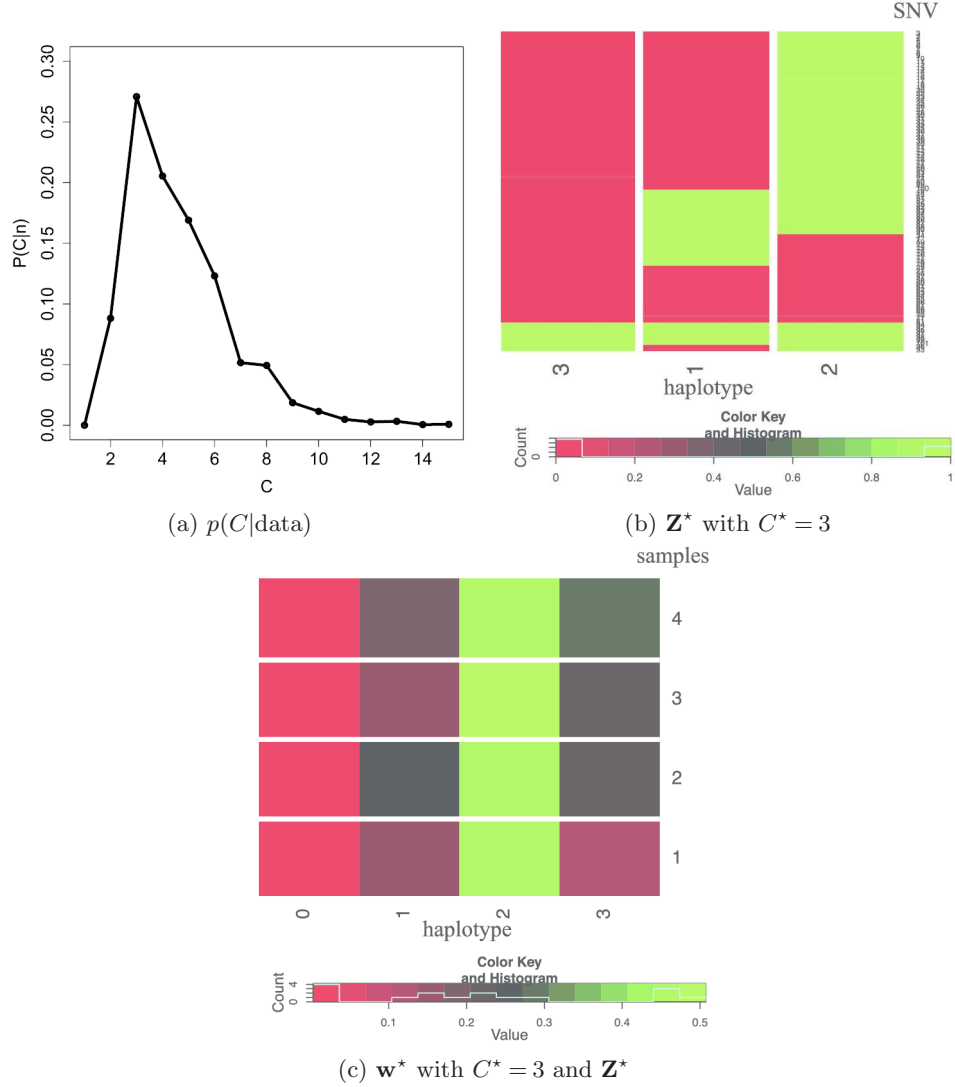 SNV
0.30
0.25
0.20
0.15
0.10
0.05
0.00
P(C|n)
2 4 6 8 10 12 14
C
3 1 2
haplotype
Color Key
and Histogram
Count
0
0 0.2 0.4 0.6 0.8 1
Value
(a) p(C|data)
(b) Z⋆ with C⋆ = 3
samples
4
3
2
1
0 1 2 3
haplotype
Color Key
and Histogram
Count
0 4
0.1 0.2 0.3 0.4 0.5
Value
(c) w⋆ with C⋆ = 3 and Z⋆